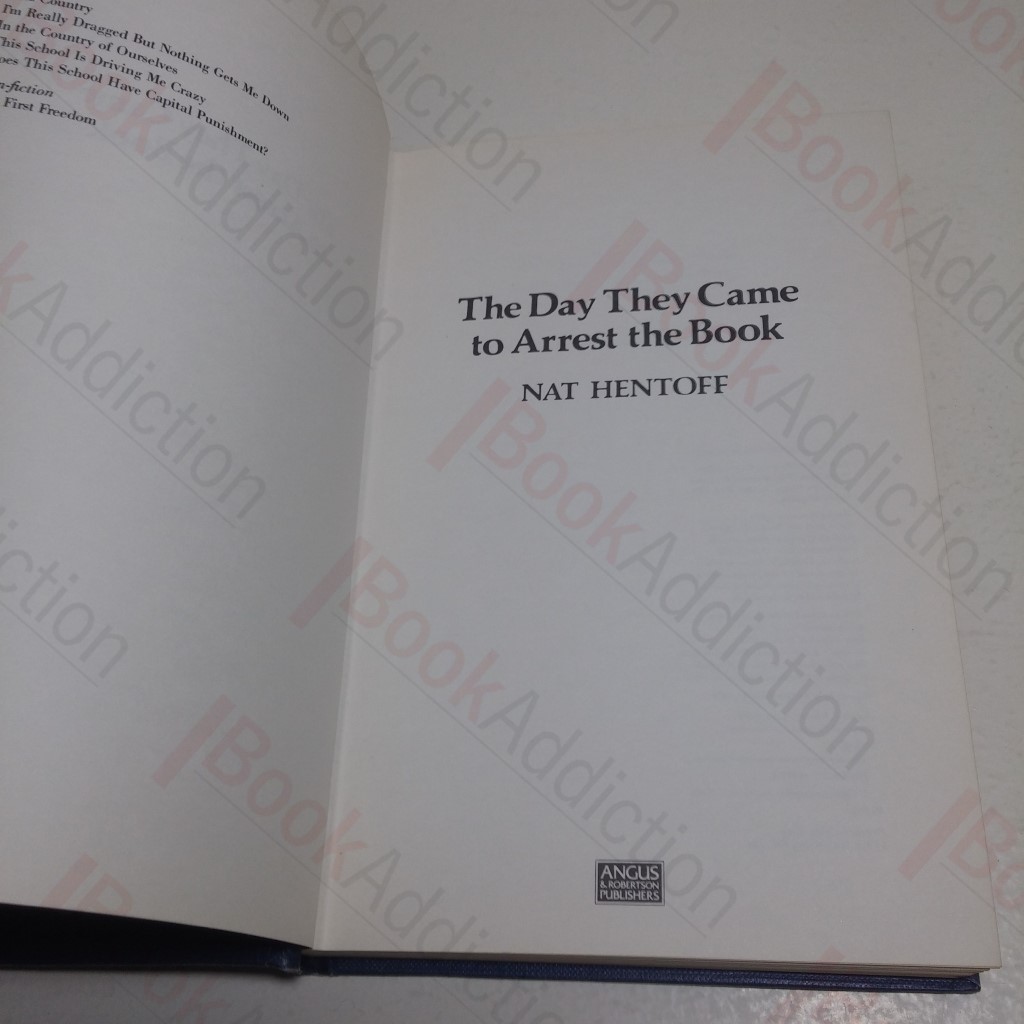 Country
I'm Really Dragged But Nothing Gets Me Down
In the Country of Ourselves
This School Is Driving Me Crazy
Does This School Have Capital Punishment?
n-fiction
First Freedom
The Day They Came
to Arrest the Book
NAT HENTOFF
ANGUS
& ROBERTSON
PUBLISHERS
BookAddiction